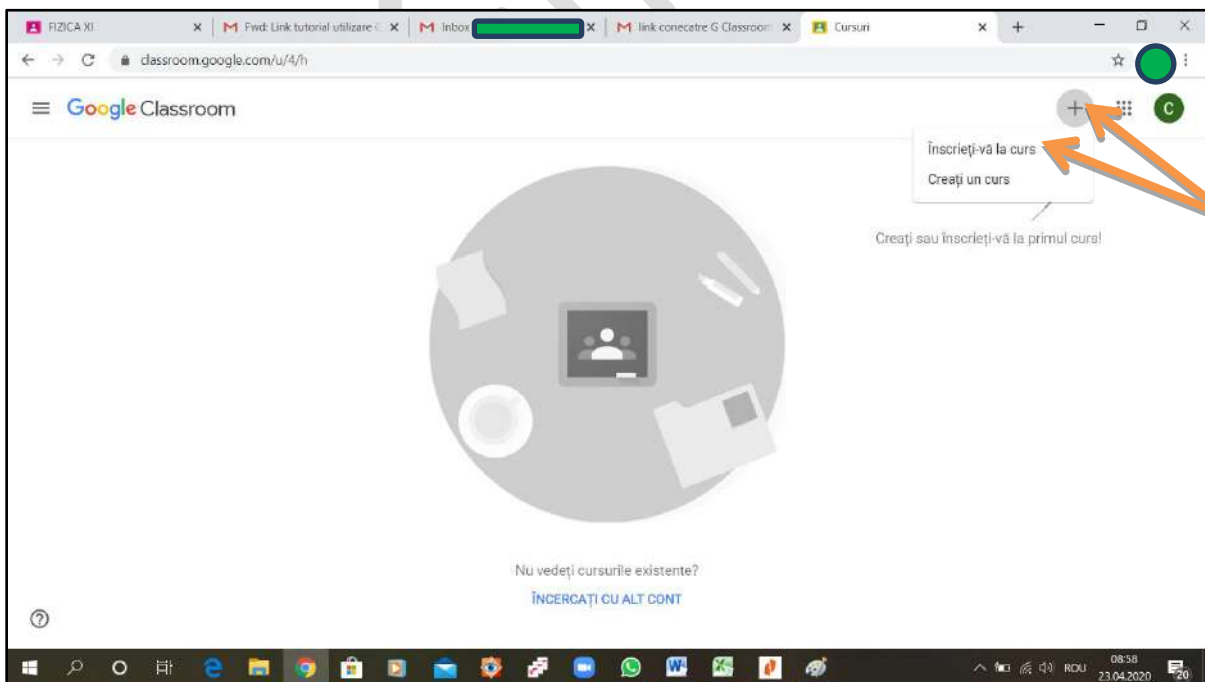 FIZICA XI
Fwd: Link tutorial utilizare G
Inbox
link conecatre G Classroom
Cursuri
classroom.google.com/u/4/h
Google Classroom
C
Înscrieți-vă la curs
Creați un curs
Creați sau înscrieți-vă la primul curs!
Nu vedeți cursurile existente?
ÎNCERCAȚI CU ALT CONT
ROU
08:58
23.04.2020
20